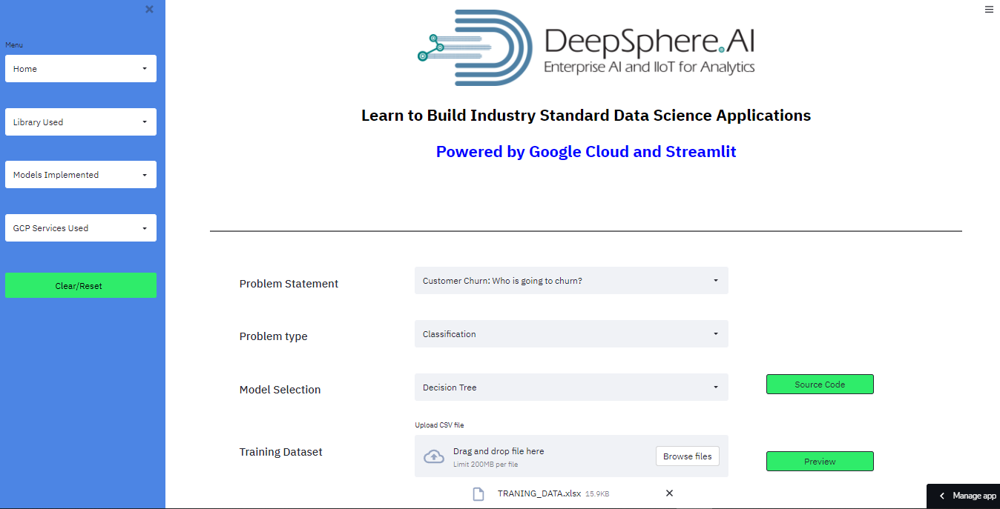 Menu
Home
Library Used
Models Implemented
GCP Services Used
Clear/Reset
DeepSphere.AI
Enterprise AI and IIoT for Analytics
Learn to Build Industry Standard Data Science Applications
Powered by Google Cloud and Streamlit
Problem Statement
Customer Churn: Who is going to churn?
Problem type
Classification
Model Selection
Decision Tree
Source Code
Upload CSV file
Training Dataset
Drag and drop file here
Limit 200MB per file
Browse files
Preview
TRANING_DATA.xlsx 15.9KB
Manage app